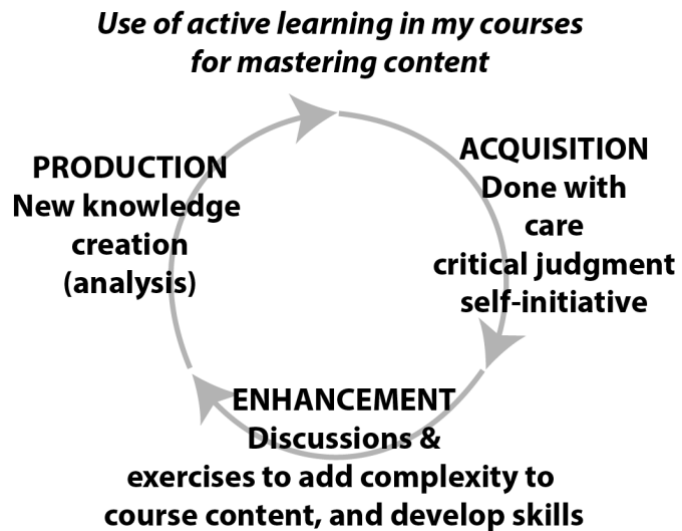 Use of active learning in my courses
for mastering content
ACQUISITION
Done with
care
critical judgment
self-initiative
ENHANCEMENT
Discussions &
exercises to add complexity to
course content, and develop skills
PRODUCTION
New knowledge
creation
(analysis)